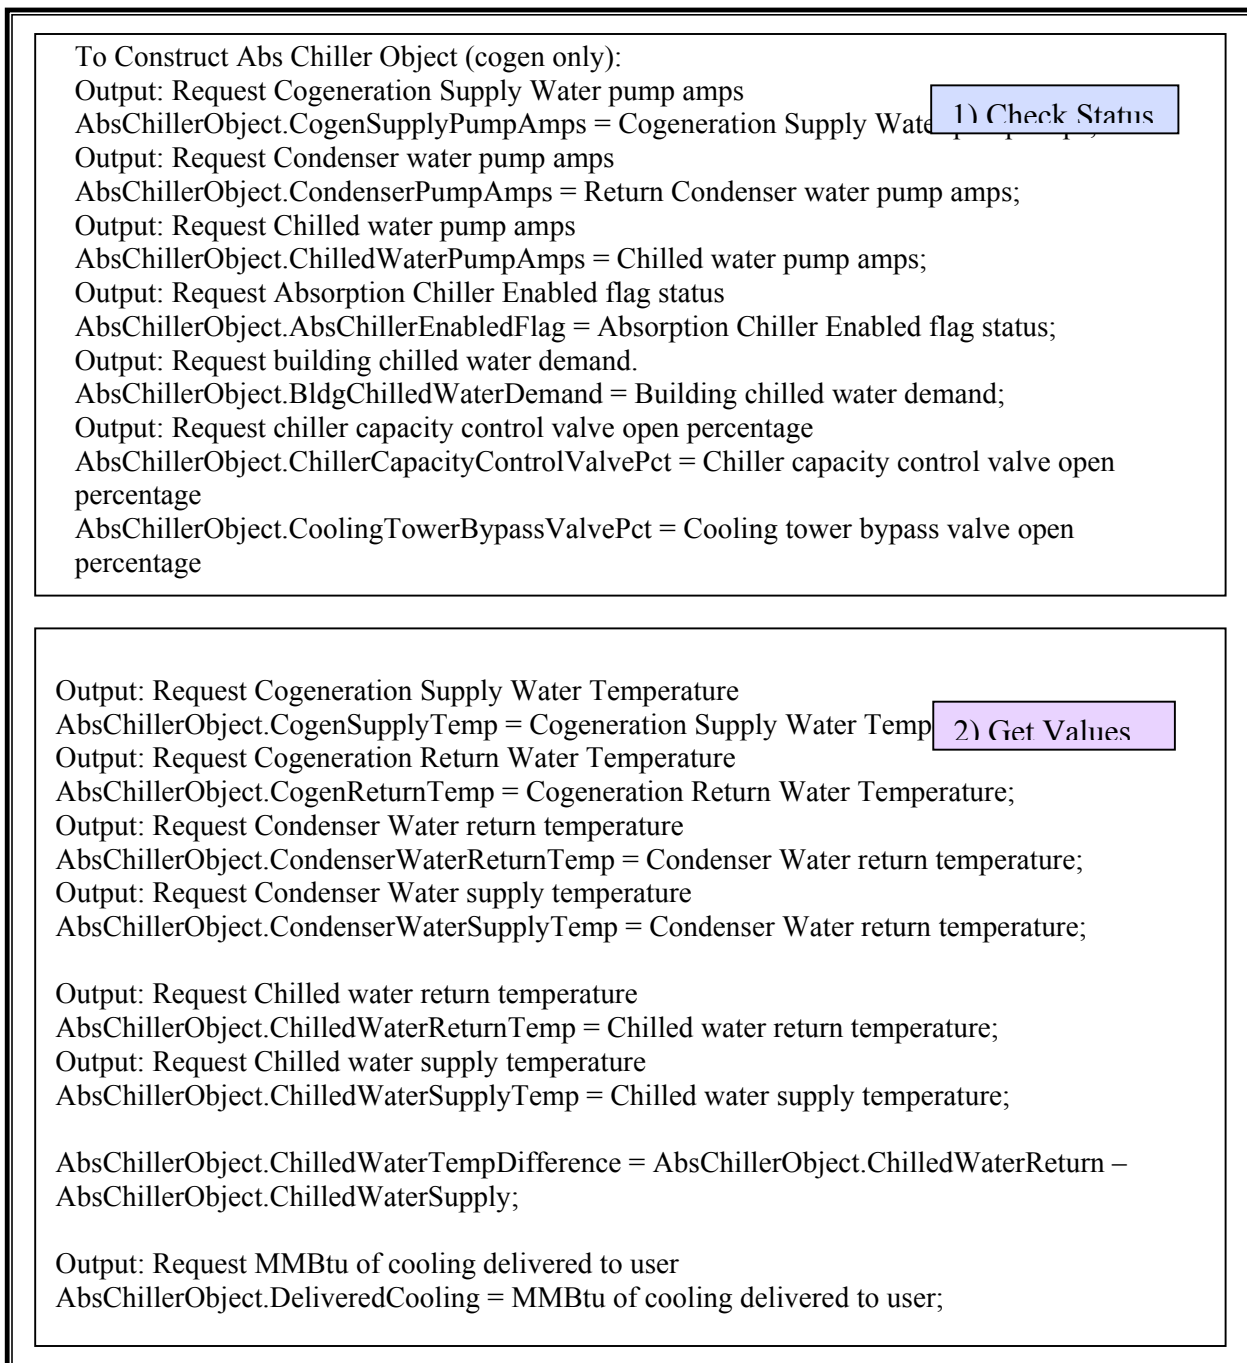 To Construct Abs Chiller Object (cogen only):
Output: Request Cogeneration Supply Water pump amps
1) Check Status
AbsChillerObject.CogenSupplyPumpAmps = Cogeneration Supply
Output: Request Condenser water pump amps
AbsChillerObject.CondenserPumpAmps = Return Condenser water pump amps;
Output: Request Chilled water pump amps
AbsChillerObject.ChilledWaterPumpAmps = Chilled water pump amps;
Output: Request Absorption Chiller Enabled flag status
AbsChillerObject.AbsChillerEnabledFlag = Absorption Chiller Enabled flag status;
Output: Request building chilled water demand.
AbsChillerObject.BldgChilledWaterDemand = Building chilled water demand;
Output: Request chiller capacity control valve open percentage
AbsChillerObject.ChillerCapacityControlValvePct = Chiller capacity control valve open
percentage
AbsChillerObject.CoolingTowerBypassValvePct = Cooling tower bypass valve open
percentage
Output: Request Cogeneration Supply Water Temperature
AbsChillerObject.CogenSupplyTemp = Cogeneration Supply Water Temp
2) Get Values
Output: Request Cogeneration Return Water Temperature
AbsChillerObject.CogenReturnTemp = Cogeneration Return Water Temperature;
Output: Request Condenser Water return temperature
AbsChillerObject.CondenserWaterReturnTemp = Condenser Water return temperature;
Output: Request Condenser Water supply temperature
AbsChillerObject.CondenserWaterSupplyTemp = Condenser Water return temperature;
Output: Request Chilled water return temperature
AbsChillerObject.ChilledWaterReturnTemp = Chilled water return temperature;
Output: Request Chilled water supply temperature
AbsChillerObject.ChilledWaterSupplyTemp = Chilled water supply temperature;
AbsChillerObject.ChilledWaterTempDifference = AbsChillerObject.ChilledWaterReturn –
AbsChillerObject.ChilledWaterSupply;
Output: Request MMBtu of cooling delivered to user
AbsChillerObject.DeliveredCooling = MMBtu of cooling delivered to user;